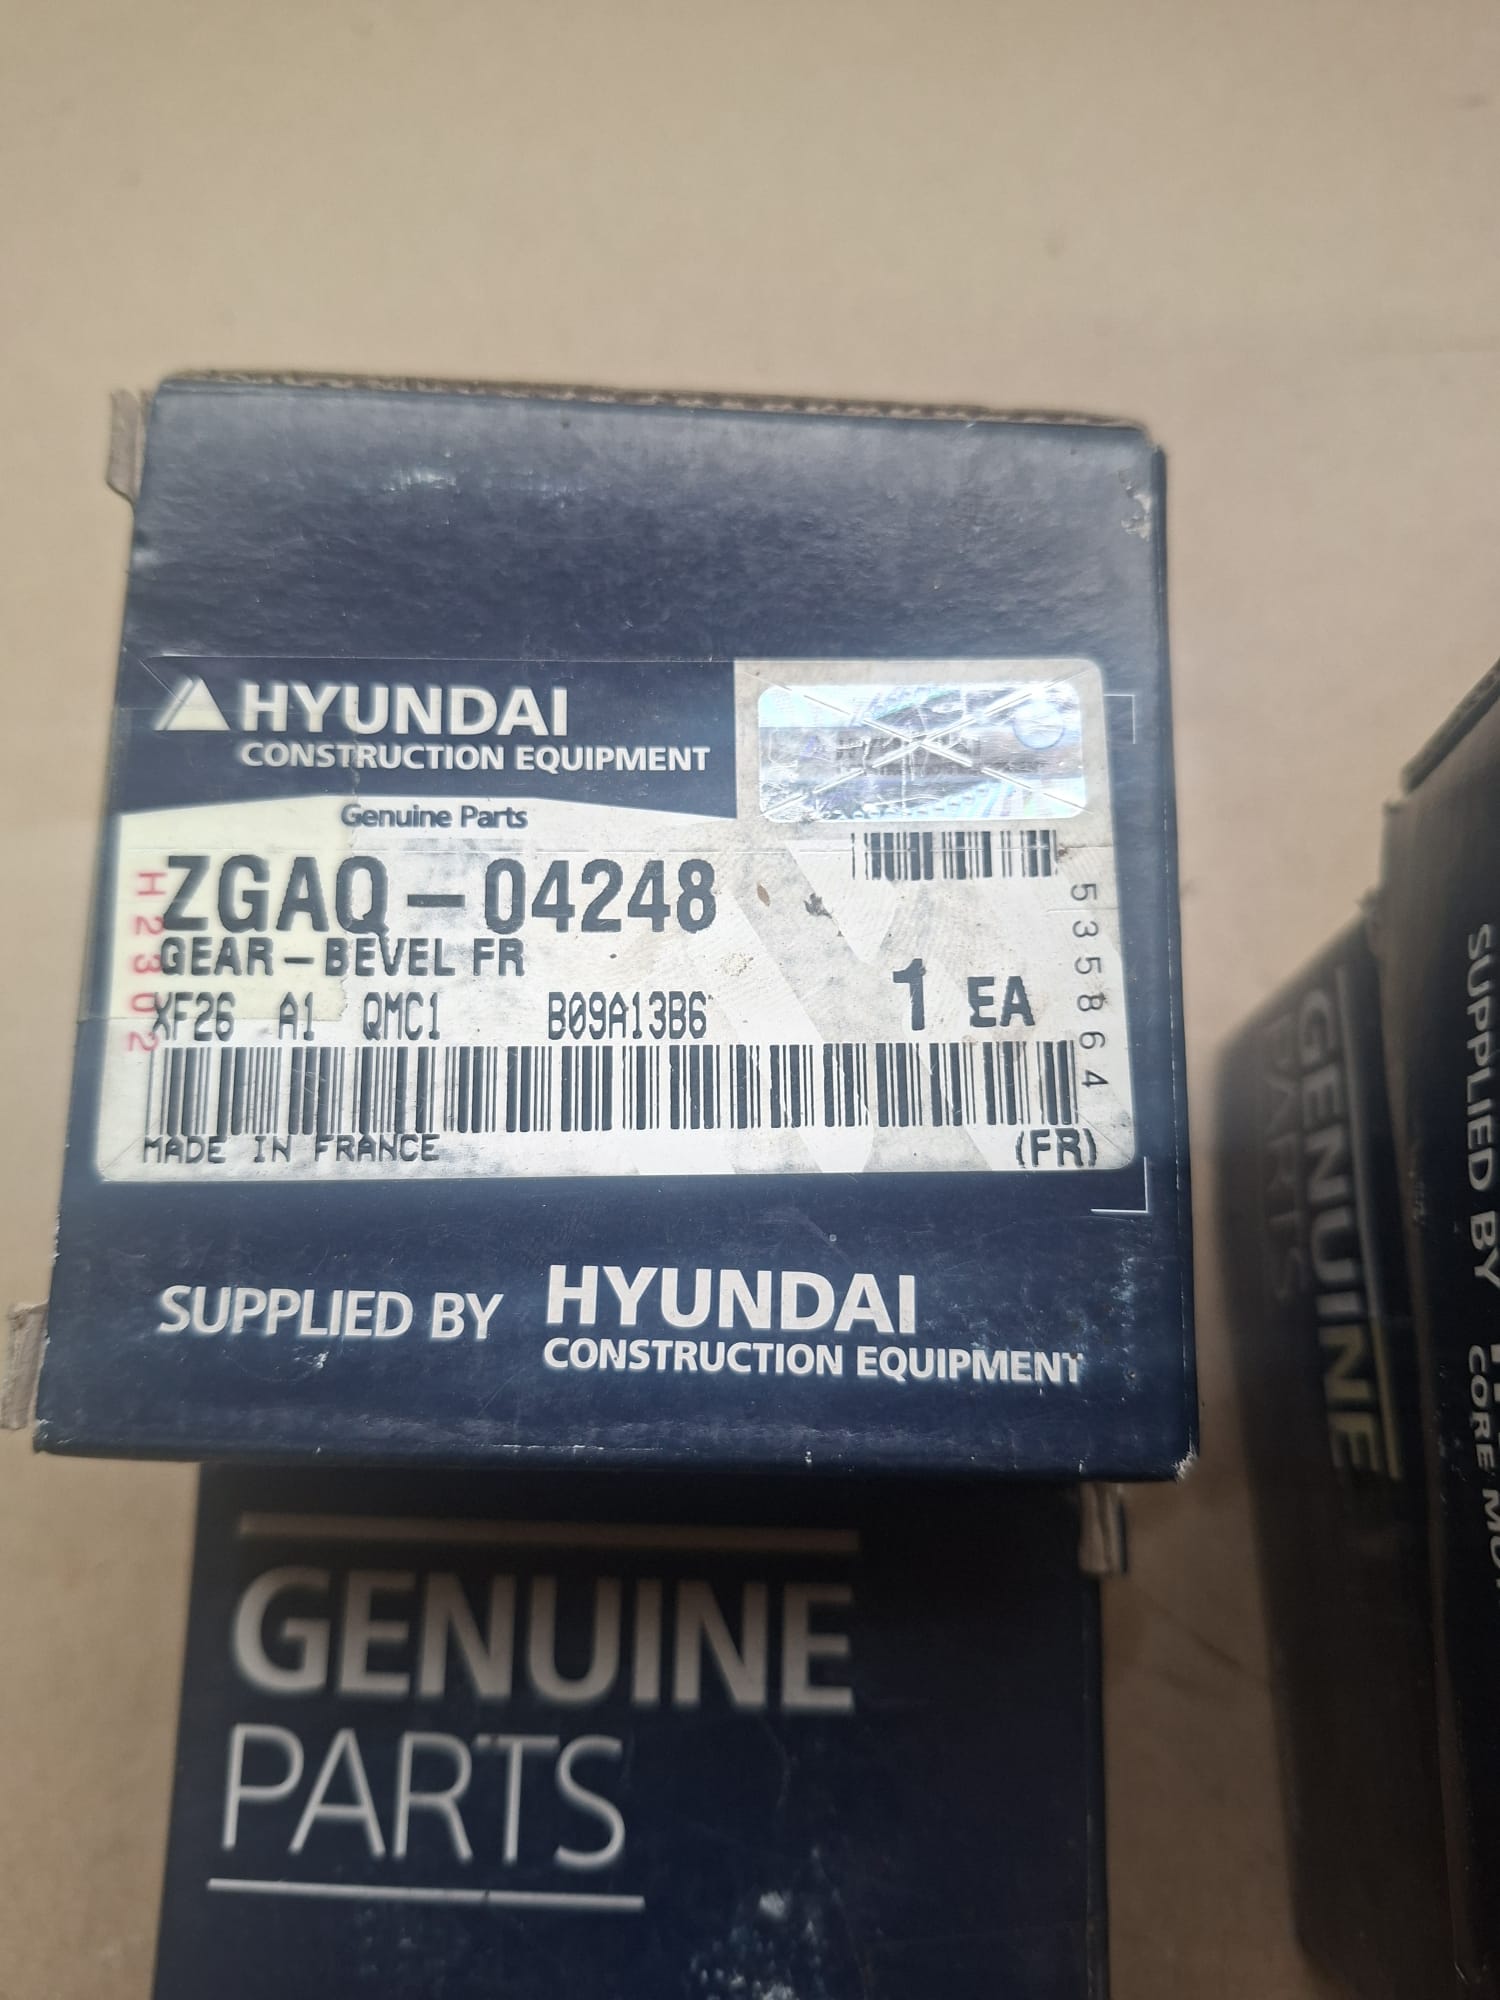 HYUNDAI
CONSTRUCTION EQUIPMENT
Genuine Parts
ZGAQ-04248
GEAR-BEVEL FR
XF26 A1 QMC1 B09A13B6
1 EA
MADE IN FRANCE
(FR)
535864
H2302
SUPPLIED BY HYUNDAI
CONSTRUCTION EQUIPMENT
GENUINE
PARTS
GENUINE
PARTS
SUPPLIED BY
CORE